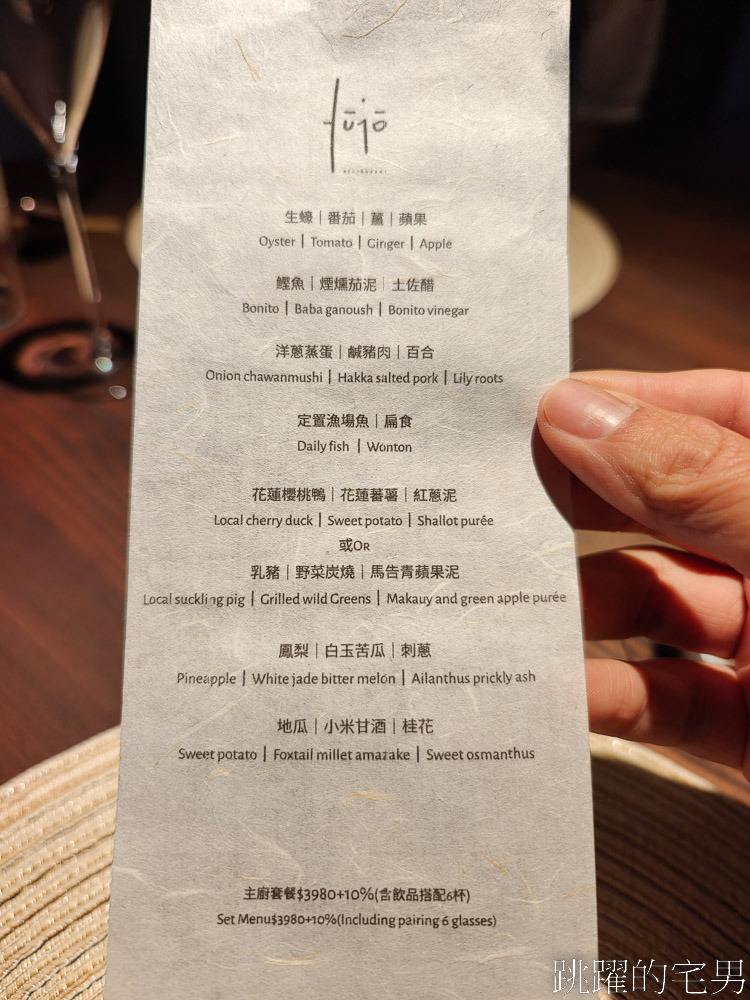 fūjō
RESTAURANT
生蠔｜番茄｜薑｜蘋果
Oyster | Tomato | Ginger | Apple
鰹魚｜煙燻茄泥｜土佐醋
Bonito | Baba ganoush | Bonito vinegar
洋蔥蒸蛋｜鹹豬肉｜百合
Onion chawanmushi | Hakka salted pork | Lily roots
定置漁場魚｜扁食
Daily fish | Wonton
花蓮櫻桃鴨｜花蓮蕃薯｜紅蔥泥
Local cherry duck | Sweet potato | Shallot purée
或OR
乳豬｜野菜炭燒｜馬告青蘋果泥
Local suckling pig | Grilled wild Greens | Makauy and green apple purée
鳳梨｜白玉苦瓜｜刺蔥
Pineapple | White jade bitter melon | Ailanthus prickly ash
地瓜｜小米甘酒｜桂花
Sweet potato | Foxtail millet amazake | Sweet osmanthus
主廚套餐$3980+10%(含飲品搭配6杯)
Set Menu$3980+10%(Including pairing 6 glasses)
跳躍的宅男